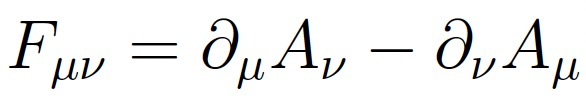 F_{μν} = ∂_μ A_ν − ∂_ν A_μ